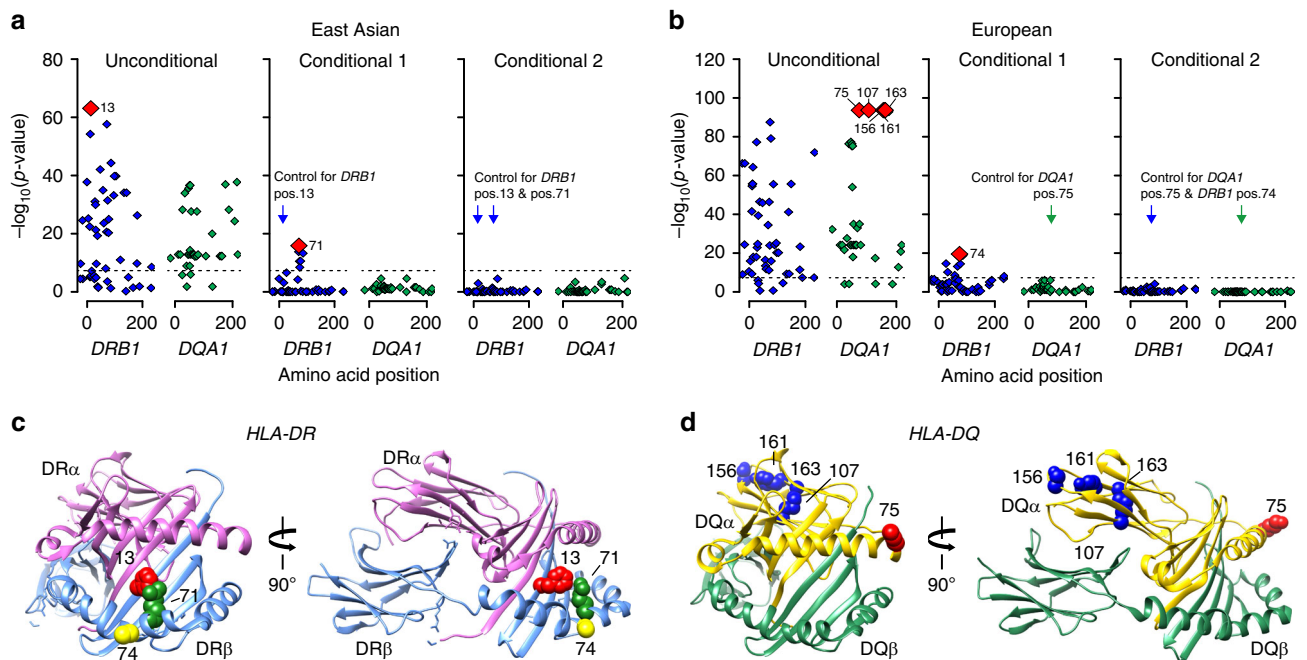 a
East Asian
Unconditional
Conditional 1
Conditional 2
–log10(p-value)
80
60
40
20
0
13
Control for DRB1
pos.13
71
Control for DRB1
pos.13 & pos.71
0 200
0 200
0 200
0 200
0 200
0 200
DRB1
DQA1
DRB1
DQA1
DRB1
DQA1
Amino acid position
b
European
Unconditional
Conditional 1
Conditional 2
–log10(p-value)
120
100
80
60
40
20
0
75 107 163
156 161
Control for DQA1
pos.75
74
Control for DQA1
pos.75 & DRB1 pos.74
0 200
0 200
0 200
0 200
0 200
0 200
DRB1
DQA1
DRB1
DQA1
DRB1
DQA1
Amino acid position
c
HLA-DR
DRα
13
71
74
DRβ
90°
DRα
13
71
74
DRβ
d
HLA-DQ
161
156
163
107
75
DQα
DQβ
90°
161
156
163
75
DQα
107
DQβ